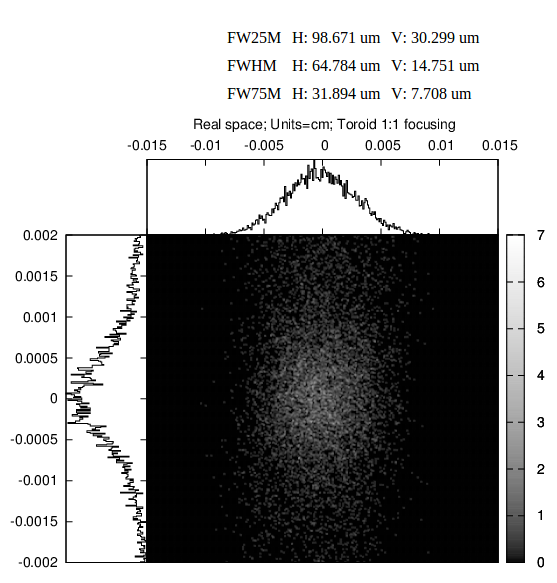 FW25M H: 98.671 um V: 30.299 um
FWHM H: 64.784 um V: 14.751 um
FW75M H: 31.894 um V: 7.708 um
Real space; Units=cm; Toroid 1:1 focusing
-0.015 -0.01 -0.005 0 0.005 0.01 0.015
0.002 7
0.0015 6
0.001 5
0.0005 4
0
-0.0005 3
-0.001 2
-0.0015 1
-0.002 0